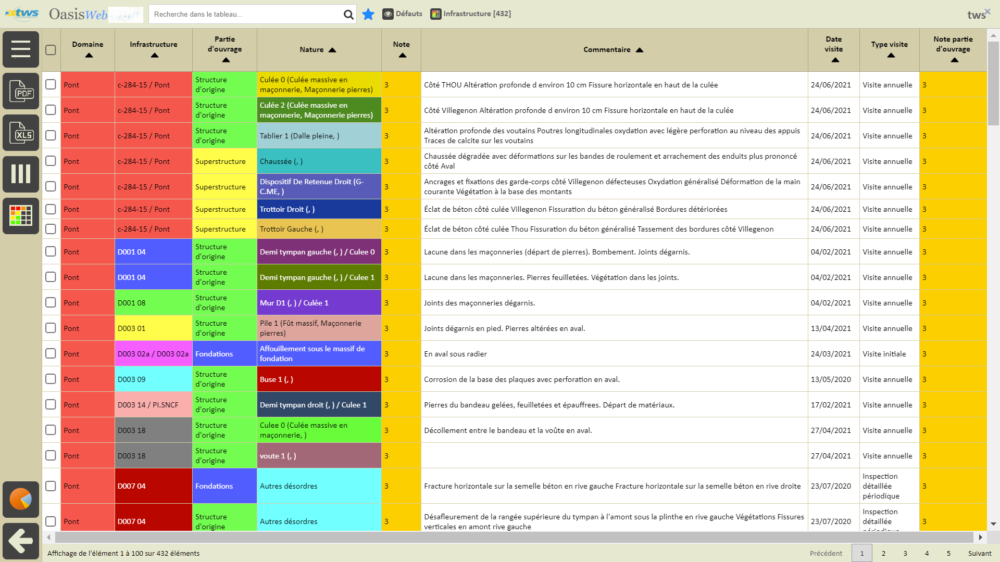 tws OasisWeb Recherche dans le tableau... Défauts Infrastructure [432] tws
Domaine Infrastructure Partie d'ouvrage Nature Note Commentaire Date visite Type visite Note partie d'ouvrage
Pont c-284-15 / Pont Structure d'origine Culée 0 (Culée massive en maçonnerie, Maçonnerie pierres) 3 Côté THOU Altération profonde d environ 10 cm Fissure horizontale en haut de la culée 24/06/2021 Visite annuelle 3
Pont c-284-15 / Pont Structure d'origine Culée 2 (Culée massive en maçonnerie, Maçonnerie pierres) 3 Côté Villegenon Altération profonde d environ 10 cm Fissure horizontale en haut de la culée 24/06/2021 Visite annuelle 3
Pont c-284-15 / Pont Structure d'origine Tablier 1 (Dalle pleine, ) 3 Altération profonde des voutains Poutres longitudinales oxydation avec légère perforation au niveau des appuis Traces de calcite sur les voutains 24/06/2021 Visite annuelle 3
Pont c-284-15 / Pont Superstructure Chaussée (, ) 3 Chaussée dégradée avec déformations sur les bandes de roulement et arrachement des enduits plus prononcé côté Aval 24/06/2021 Visite annuelle 3
Pont c-284-15 / Pont Superstructure Dispositif De Retenue Droit (G-C.ME, ) 3 Ancrages et fixations des garde-corps côté Villegenon défecteuses Oxydation généralisé Déformation de la main courante Végétation à la base des montants 24/06/2021 Visite annuelle 3
Pont c-284-15 / Pont Superstructure Trottoir Droit (, ) 3 Éclat de béton côté culée Villegenon Fissuration du béton généralisé Bordures détériorées 24/06/2021 Visite annuelle 3
Pont c-284-15 / Pont Superstructure Trottoir Gauche (, ) 3 Éclat de béton côté culée Thou Fissuration du béton généralisé Tassement des bordures côté Villegenon 24/06/2021 Visite annuelle 3
Pont D001 04 Structure d'origine Demi tympan gauche (, ) / Culee 0 3 Lacune dans les maçonneries (départ de pierres). Bombement. Joints dégarnis. 04/02/2021 Visite annuelle 3
Pont D001 04 Structure d'origine Demi tympan gauche (, ) / Culee 1 3 Lacune dans les maçonneries. Pierres feuilletées. Végétation dans les joints. 04/02/2021 Visite annuelle 3
Pont D001 08 Structure d'origine Mur D1 (, ) / Culée 1 3 Joints des maçonneries dégarnis. 04/02/2021 Visite annuelle 3
Pont D003 01 Structure d'origine Pile 1 (Fût massif, Maçonnerie pierres) 3 Joints dégarnis en pied. Pierres altérées en aval. 13/04/2021 Visite annuelle 3
Pont D003 02a / D003 02a Fondations Affouillement sous le massif de fondation 3 En aval sous radier 24/03/2021 Visite initiale 3
Pont D003 09 Structure d'origine Buse 1 (, ) 3 Corrosion de la base des plaques avec perforation en aval. 13/05/2020 Visite annuelle 3
Pont D003 14 / PI.SNCF Structure d'origine Demi tympan droit (, ) / Culee 1 3 Pierres du bandeau gelées, feuilletées et épauffrees. Départ de matériaux. 17/02/2021 Visite annuelle 3
Pont D003 18 Structure d'origine Culee 0 (Culée massive en maçonnerie, ) 3 Décollement entre le bandeau et la voûte en aval. 27/04/2021 Visite annuelle 3
Pont D003 18 Structure d'origine voute 1 (, ) 3 27/04/2021 Visite annuelle 3
Pont D007 04 Fondations Autres désordres 3 Fracture horizontale sur la semelle béton en rive gauche Fracture horizontale sur la semelle béton en rive droite 23/07/2020 Inspection détaillée périodique 3
Pont D007 04 Structure d'origine Autres désordres 3 Désafleurement de la rangée supérieure du tympan à l'amont sous la plinthe en rive gauche Végétations Fissures verticales en amont rive gauche 23/07/2020 Inspection détaillée 3
PDF
XLS
Affichage de l'élément 1 à 100 sur 432 éléments Précédent 1 2 3 4 5 Suivant